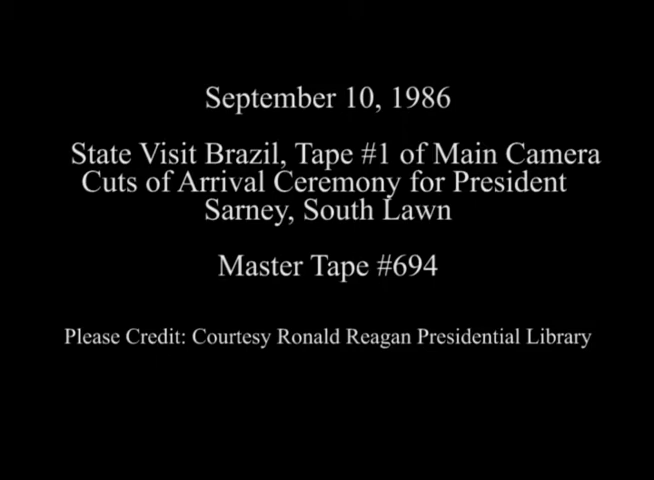 September 10, 1986
State Visit Brazil, Tape #1 of Main Camera
Cuts of Arrival Ceremony for President
Sarney, South Lawn
Master Tape #694
Please Credit: Courtesy Ronald Reagan Presidential Library